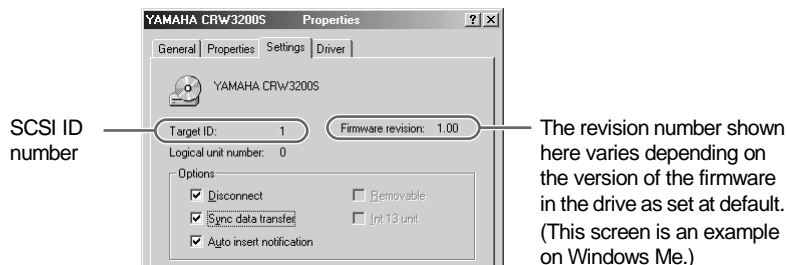 YAMAHA CRW3200S Properties
General Properties Settings Driver
YAMAHA CRW3200S
SCSI ID
number
Target ID: 1
Firmware revision: 1.00
Logical unit number: 0
Options
Disconnect
Removable
Sync data transfer
Int 13 unit
Auto insert notification
The revision number shown
here varies depending on
the version of the firmware
in the drive as set at default.
(This screen is an example
on Windows Me.)